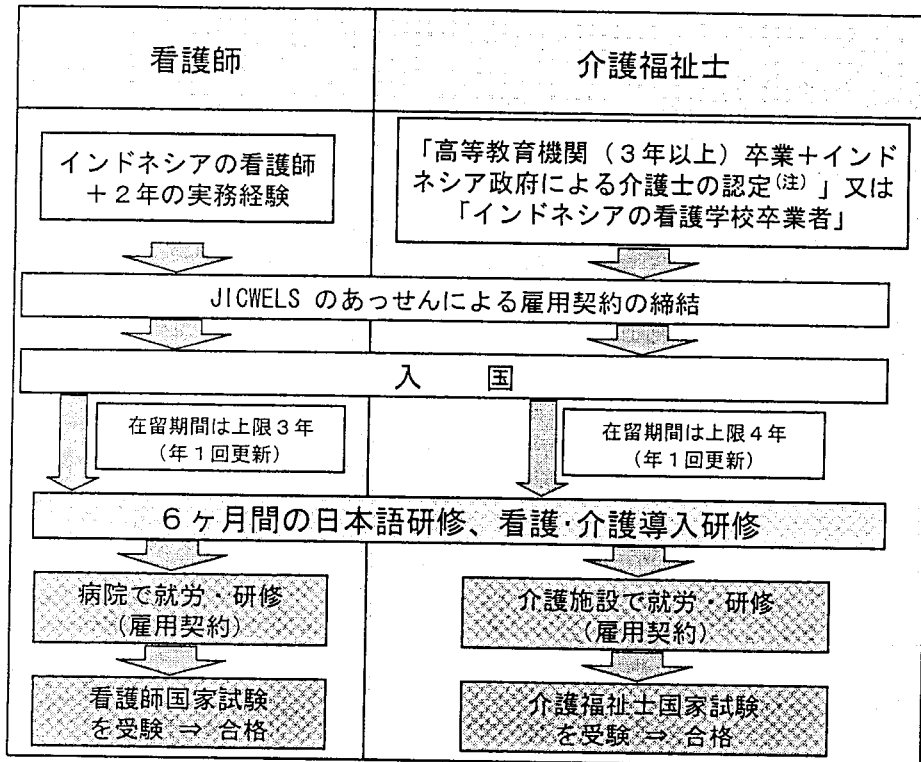 看護師
介護福祉士
インドネシアの看護師
+2年の実務経験
「高等教育機関(3年以上)卒業+インド
ネシア政府による介護士の認定(注)」又は
「インドネシアの看護学校卒業者」
JICWELS のあっせんによる雇用契約の締結
入 国
在留期間は上限3年
(年1回更新)
在留期間は上限4年
(年1回更新)
6ヶ月間の日本語研修、看護・介護導入研修
病院で就労・研修
(雇用契約)
介護施設で就労・研修
(雇用契約)
看護師国家試験
を受験 ⇒ 合格
介護福祉士国家試験
を受験 ⇒ 合格